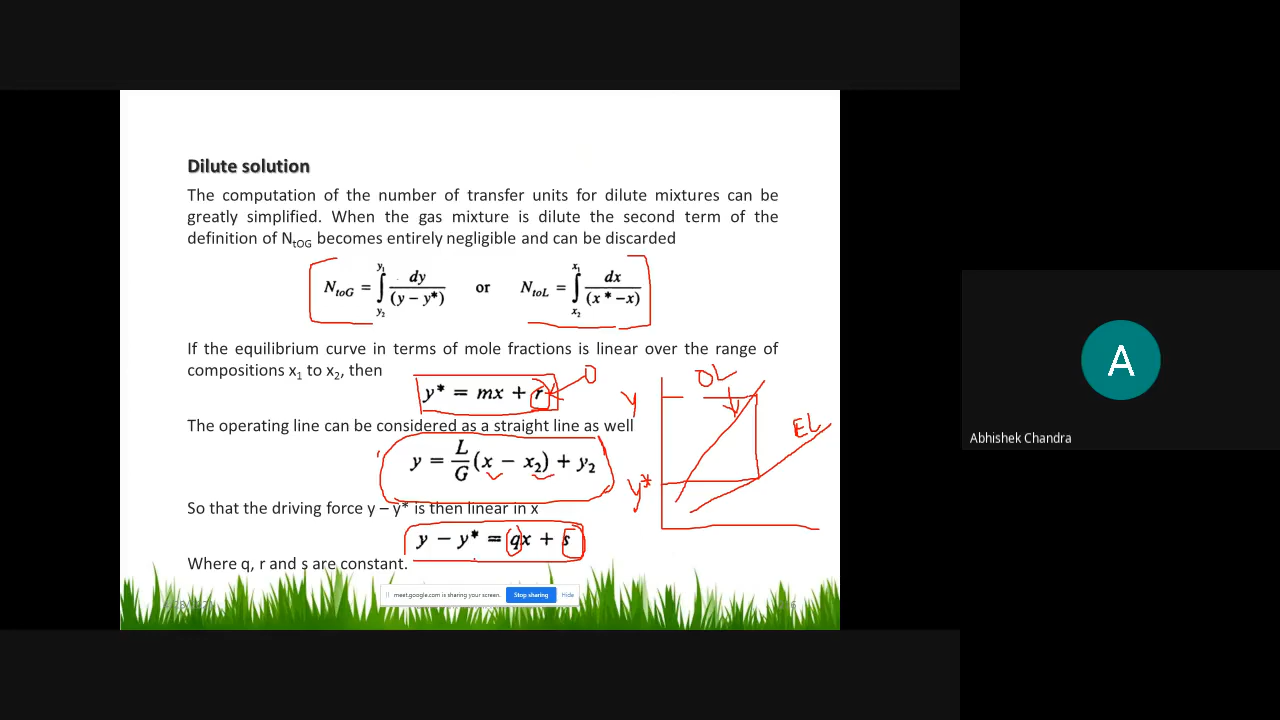 Dilute solution
The computation of the number of transfer units for dilute mixtures can be
greatly simplified. When the gas mixture is dilute the second term of the
definition of NtOG becomes entirely negligible and can be discarded
NtoG = ∫y2^y1 dy/(y − y*) or NtoL = ∫x2^x1 dx/(x* − x)
If the equilibrium curve in terms of mole fractions is linear over the range of
compositions x1 to x2, then
y* = mx + r
0
The operating line can be considered as a straight line as well
y = L/G (x − x2) + y2
So that the driving force y – y* is then linear in x
y − y* = qx + s
Where q, r and s are constant.
OL
y
EL
y*
meet.google.com is sharing your screen.
Stop sharing
Hide
A
Abhishek Chandra